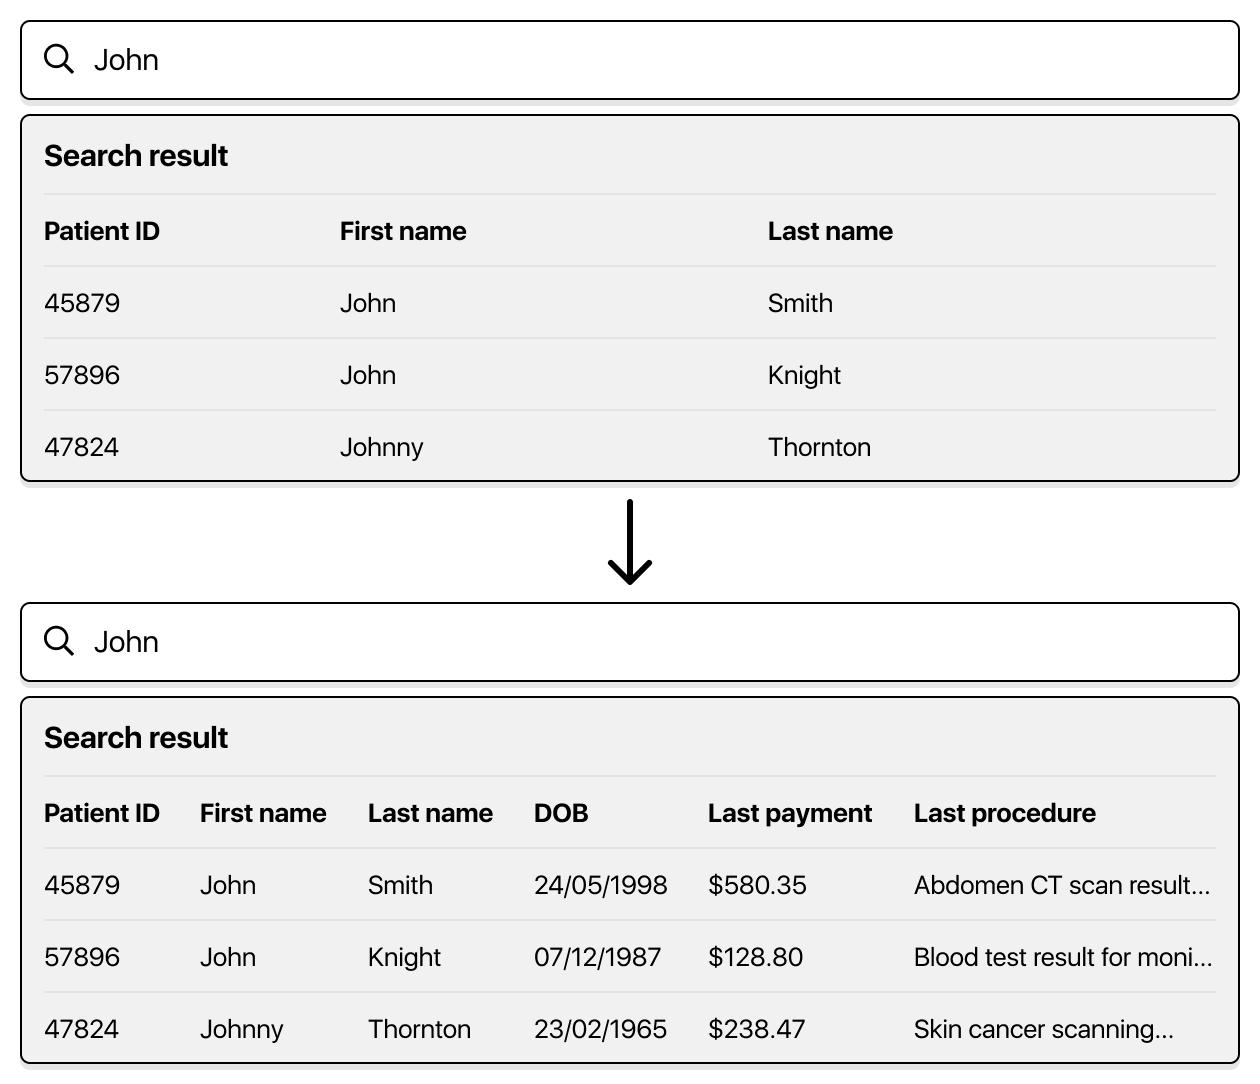 John
Search result
Patient ID First name Last name
45879 John Smith
57896 John Knight
47824 Johnny Thornton
John
Search result
Patient ID First name Last name DOB Last payment Last procedure
45879 John Smith 24/05/1998 $580.35 Abdomen CT scan result...
57896 John Knight 07/12/1987 $128.80 Blood test result for moni...
47824 Johnny Thornton 23/02/1965 $238.47 Skin cancer scanning...